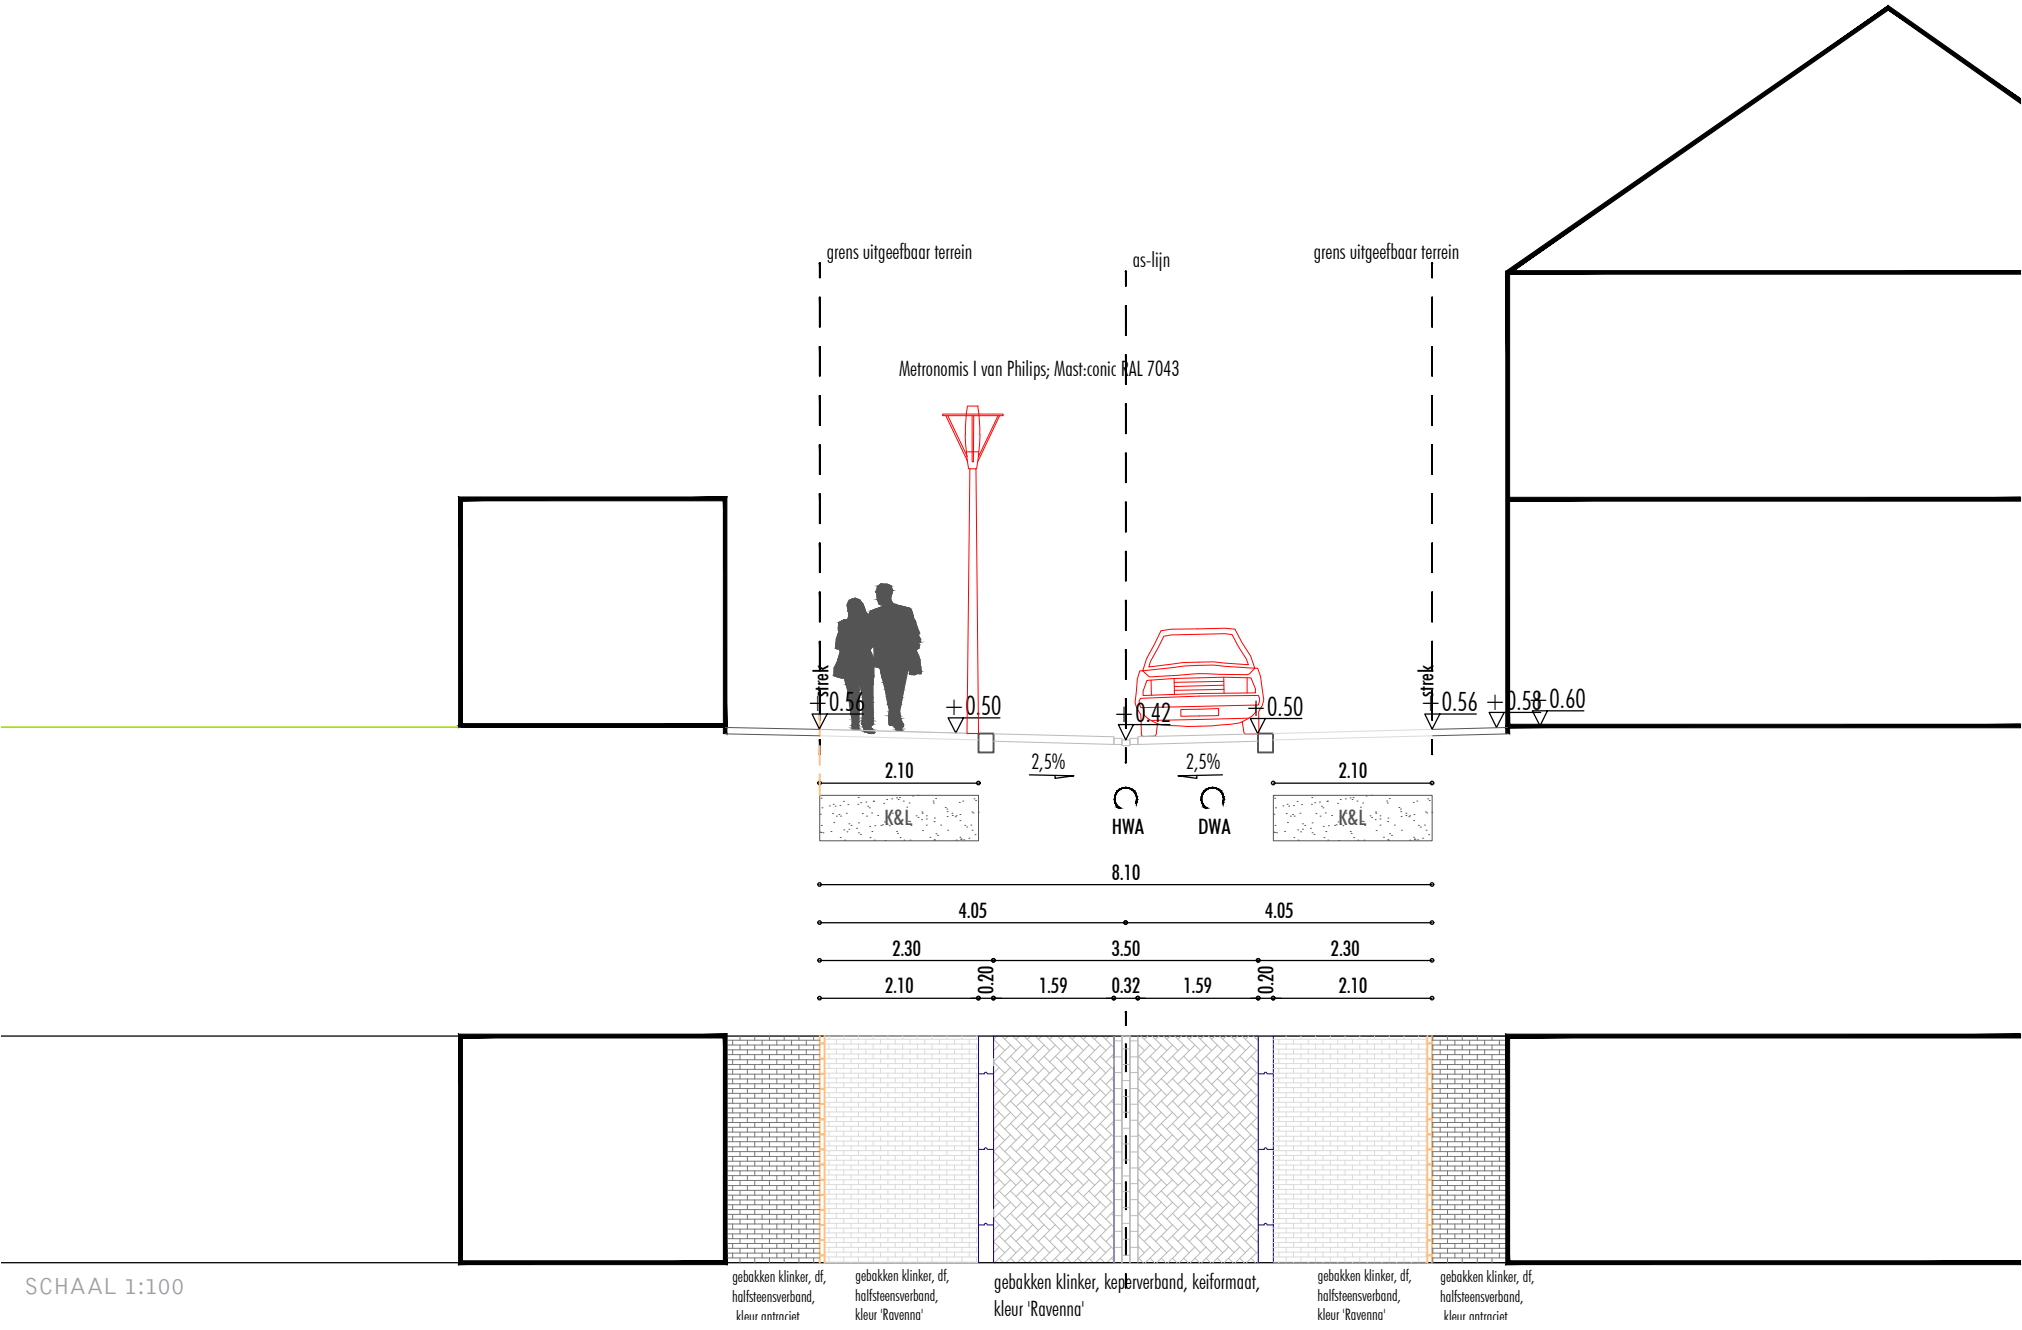 grens uitgeefbaar terrein
as-lijn
grens uitgeefbaar terrein
Metronomis I van Philips; Mast:conic RAL 7043
strek
+0.56
+0.50
+0.42
+0.50
strek
+0.56
+0.58
+0.60
2,5%
2,5%
2.10
2.10
K&L
HWA
DWA
K&L
8.10
4.05
4.05
2.30
3.50
2.30
2.10
0.20
1.59
0.32
1.59
0.20
2.10
SCHAAL 1:100
gebakken klinker, df,
halfsteensverband,
kleur antraciet
gebakken klinker, df,
halfsteensverband,
kleur 'Ravenna'
gebakken klinker, keperverband, keiformaat,
kleur 'Ravenna'
gebakken klinker, df,
halfsteensverband,
kleur 'Ravenna'
gebakken klinker, df,
halfsteensverband,
kleur antraciet